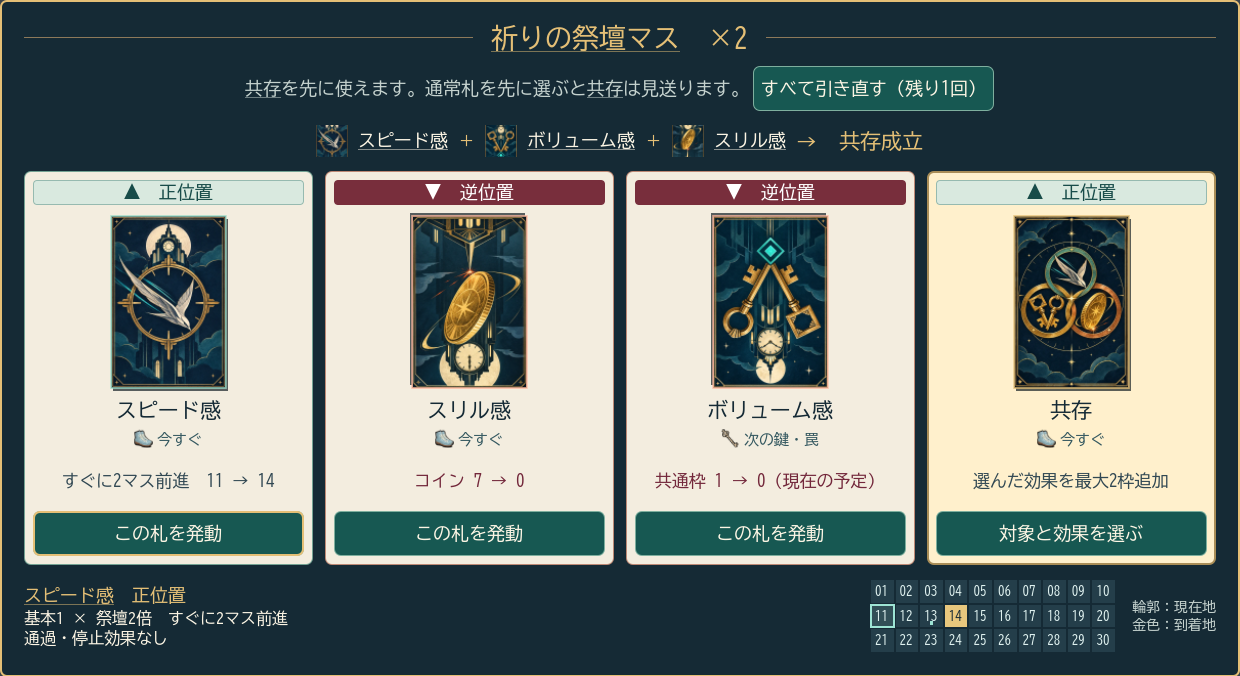 祈りの祭壇マス ×2
共存を先に使えます。通常札を先に選ぶと共存は見送ります。 すべて引き直す（残り1回）
スピード感 + ボリューム感 + スリル感 → 共存成立
▲ 正位置
スピード感
今すぐ
すぐに2マス前進 11 → 14
この札を発動
▼ 逆位置
スリル感
今すぐ
コイン 7 → 0
この札を発動
▼ 逆位置
ボリューム感
次の鍵・罠
共通枠 1 → 0（現在の予定）
この札を発動
▲ 正位置
共存
今すぐ
選んだ効果を最大2枠追加
対象と効果を選ぶ
スピード感 正位置
基本1 × 祭壇2倍 すぐに2マス前進
通過・停止効果なし
01 02 03 04 05 06 07 08 09 10
11 12 13 14 15 16 17 18 19 20
21 22 23 24 25 26 27 28 29 30
輪郭：現在地
金色：到着地